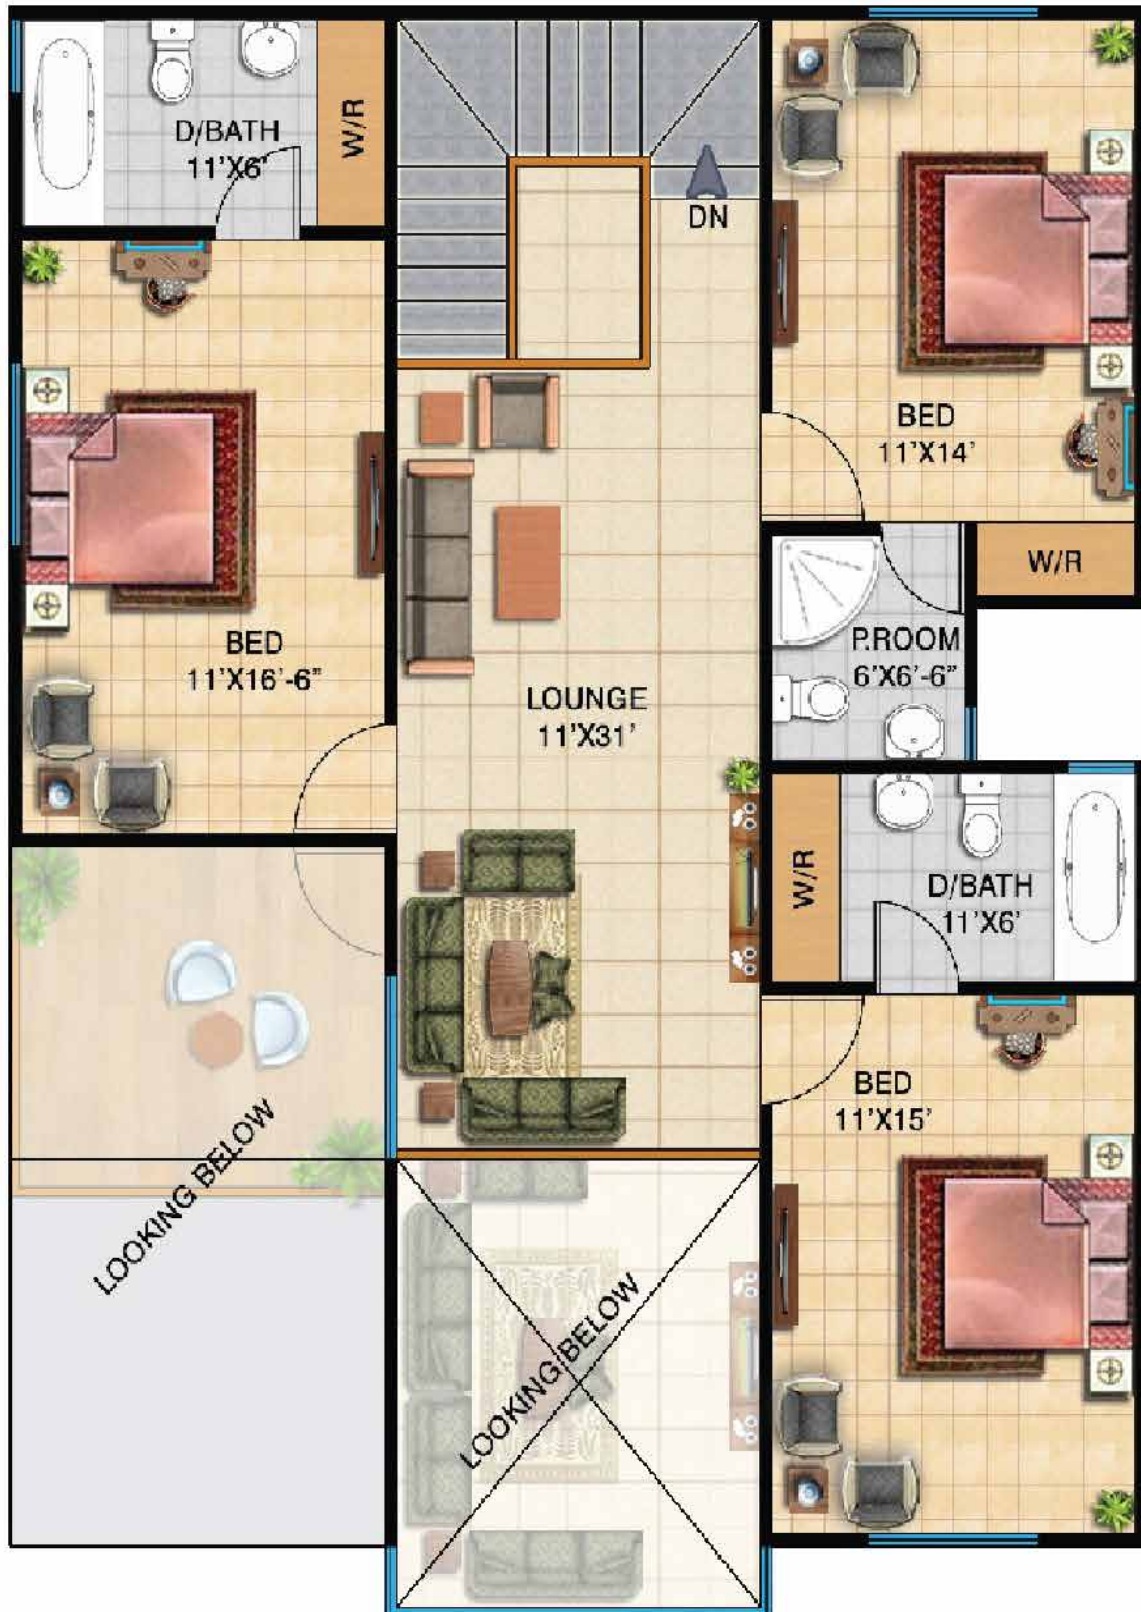 D/BATH
11'X6'
W/R
DN
BED
11'X14'
W/R
BED
11'X16'-6"
P.ROOM
6'X6'-6"
LOUNGE
11'X31'
W/R
D/BATH
11'X6'
BED
11'X15'
LOOKING BELOW
LOOKING BELOW